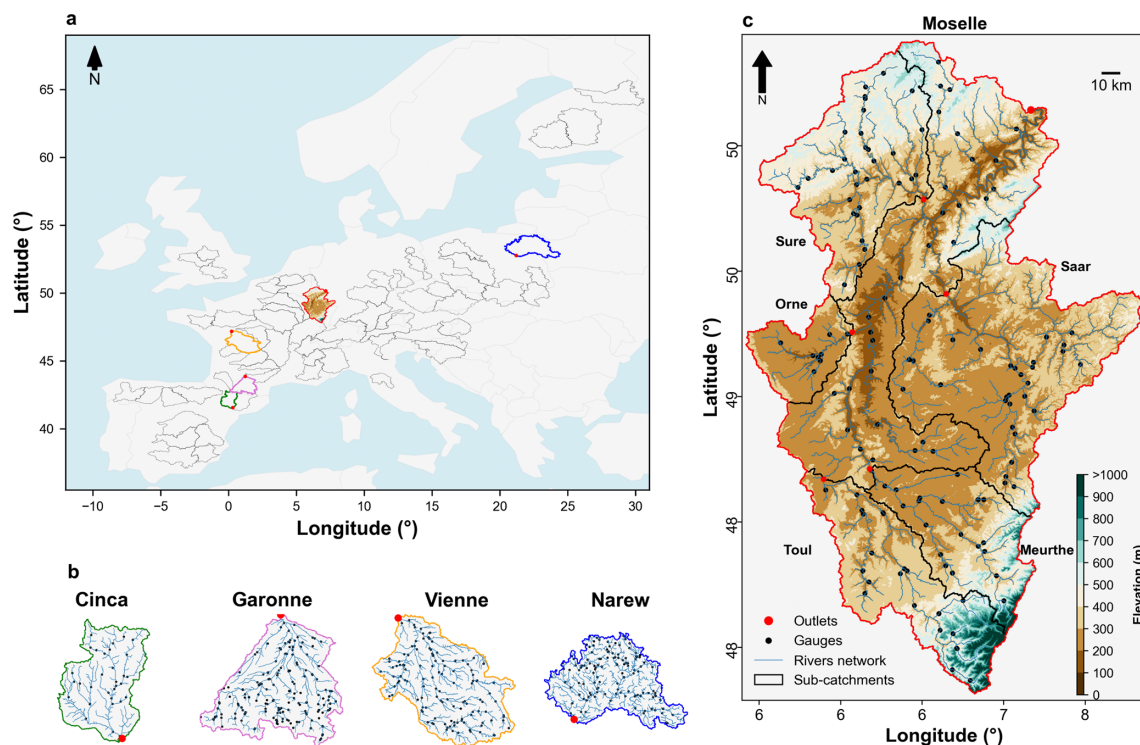 a
N
65
60
55
50
45
40
Latitude (°)
−10
−5
0
5
10
15
20
25
30
Longitude (°)
b
Cinca
Garonne
Vienne
Narew
c
Moselle
N
10 km
50
50
49
48
48
Latitude (°)
Sure
Orne
Saar
Toul
Meurthe
>1000
900
800
700
600
500
400
300
200
100
0
Elevation (m)
Outlets
Gauges
Rivers network
Sub-catchments
6
6
6
7
8
Longitude (°)